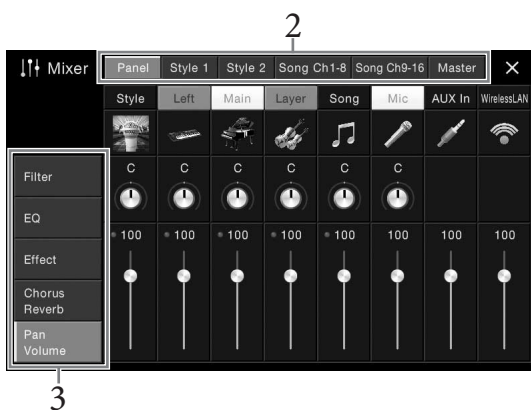 2
Mixer Panel Style 1 Style 2 Song Ch1-8 Song Ch9-16 Master
Style Left Main Layer Song Mic AUX In WirelessLAN
Filter C C C C C C
EQ
100 100 100 100 100 100 100 100
Effect
Chorus
Reverb
Pan
Volume
3